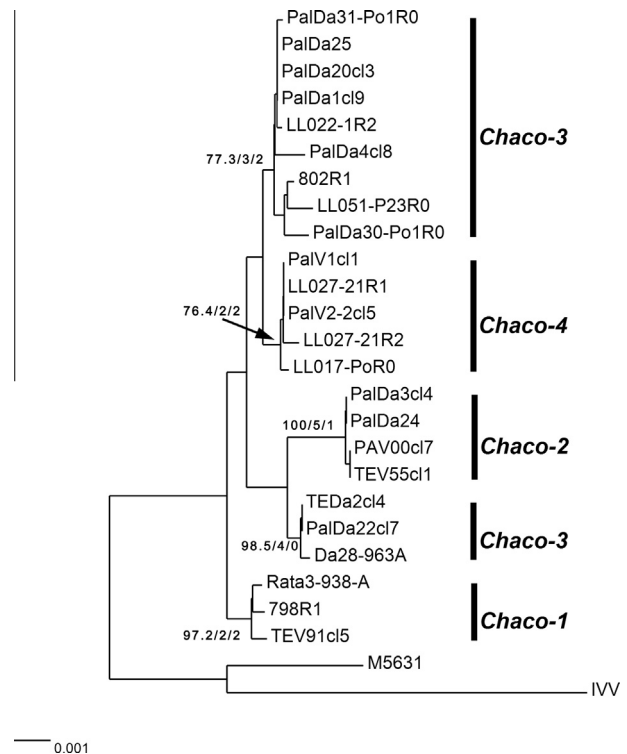 PalDa31-Po1R0
PalDa25
PalDa20cl3
PalDa1cl9
LL022-1R2
PalDa4cl8
802R1
LL051-P23R0
PalDa30-Po1R0
77.3/3/2
Chaco-3
PalV1cl1
LL027-21R1
PalV2-2cl5
LL027-21R2
LL017-PoR0
76.4/2/2
Chaco-4
PalDa3cl4
PalDa24
PAV00cl7
TEV55cl1
100/5/1
Chaco-2
TEDa2cl4
PalDa22cl7
Da28-963A
98.5/4/0
Chaco-3
Rata3-938-A
798R1
TEV91cl5
97.2/2/2
Chaco-1
M5631
IVV
0.001